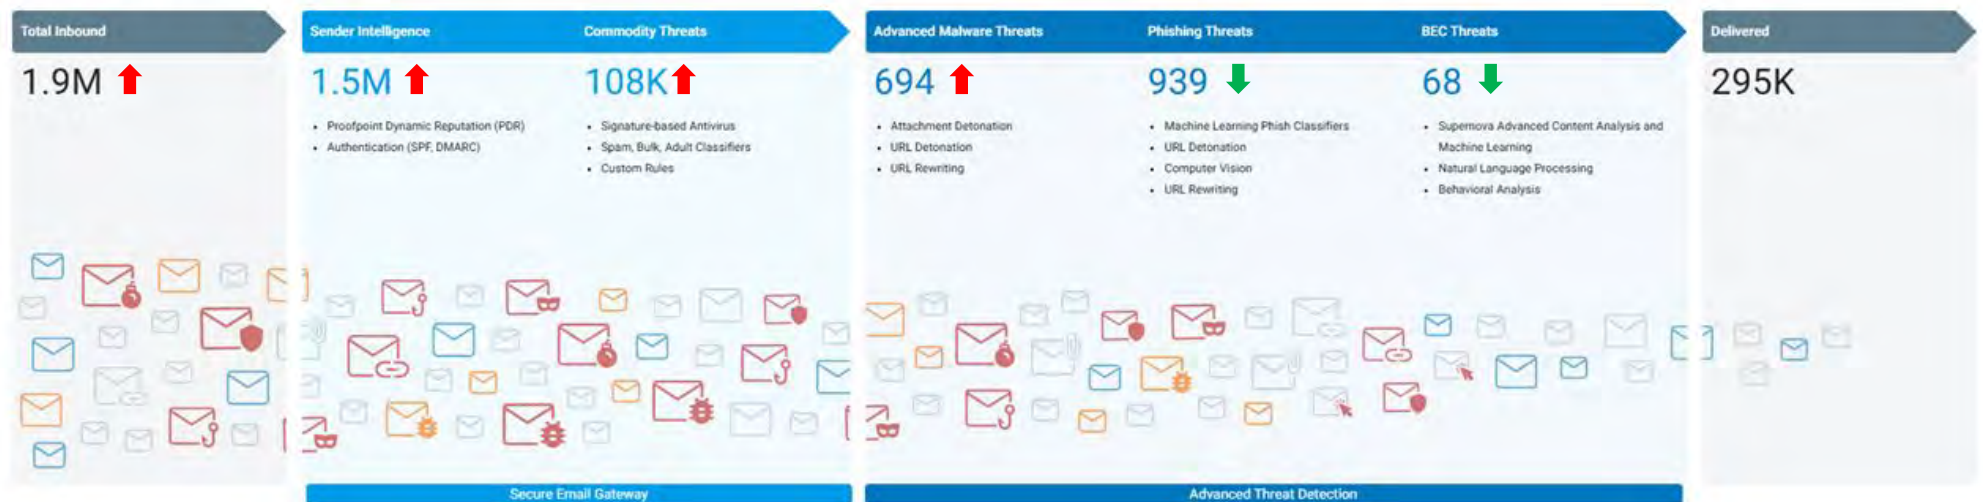 Total Inbound
1.9M
Sender Intelligence
1.5M
• Proofpoint Dynamic Reputation (PDR)
• Authentication (SPF, DMARC)
Commodity Threats
108K
• Signature-based Antivirus
• Spam, Bulk, Adult Classifiers
• Custom Rules
Secure Email Gateway
Advanced Malware Threats
694
• Attachment Detonation
• URL Detonation
• URL Rewriting
Phishing Threats
939
• Machine Learning Phish Classifiers
• URL Detonation
• Computer Vision
• URL Rewriting
BEC Threats
68
• Supernova Advanced Content Analysis and
Machine Learning
• Natural Language Processing
• Behavioral Analysis
Advanced Threat Detection
Delivered
295K